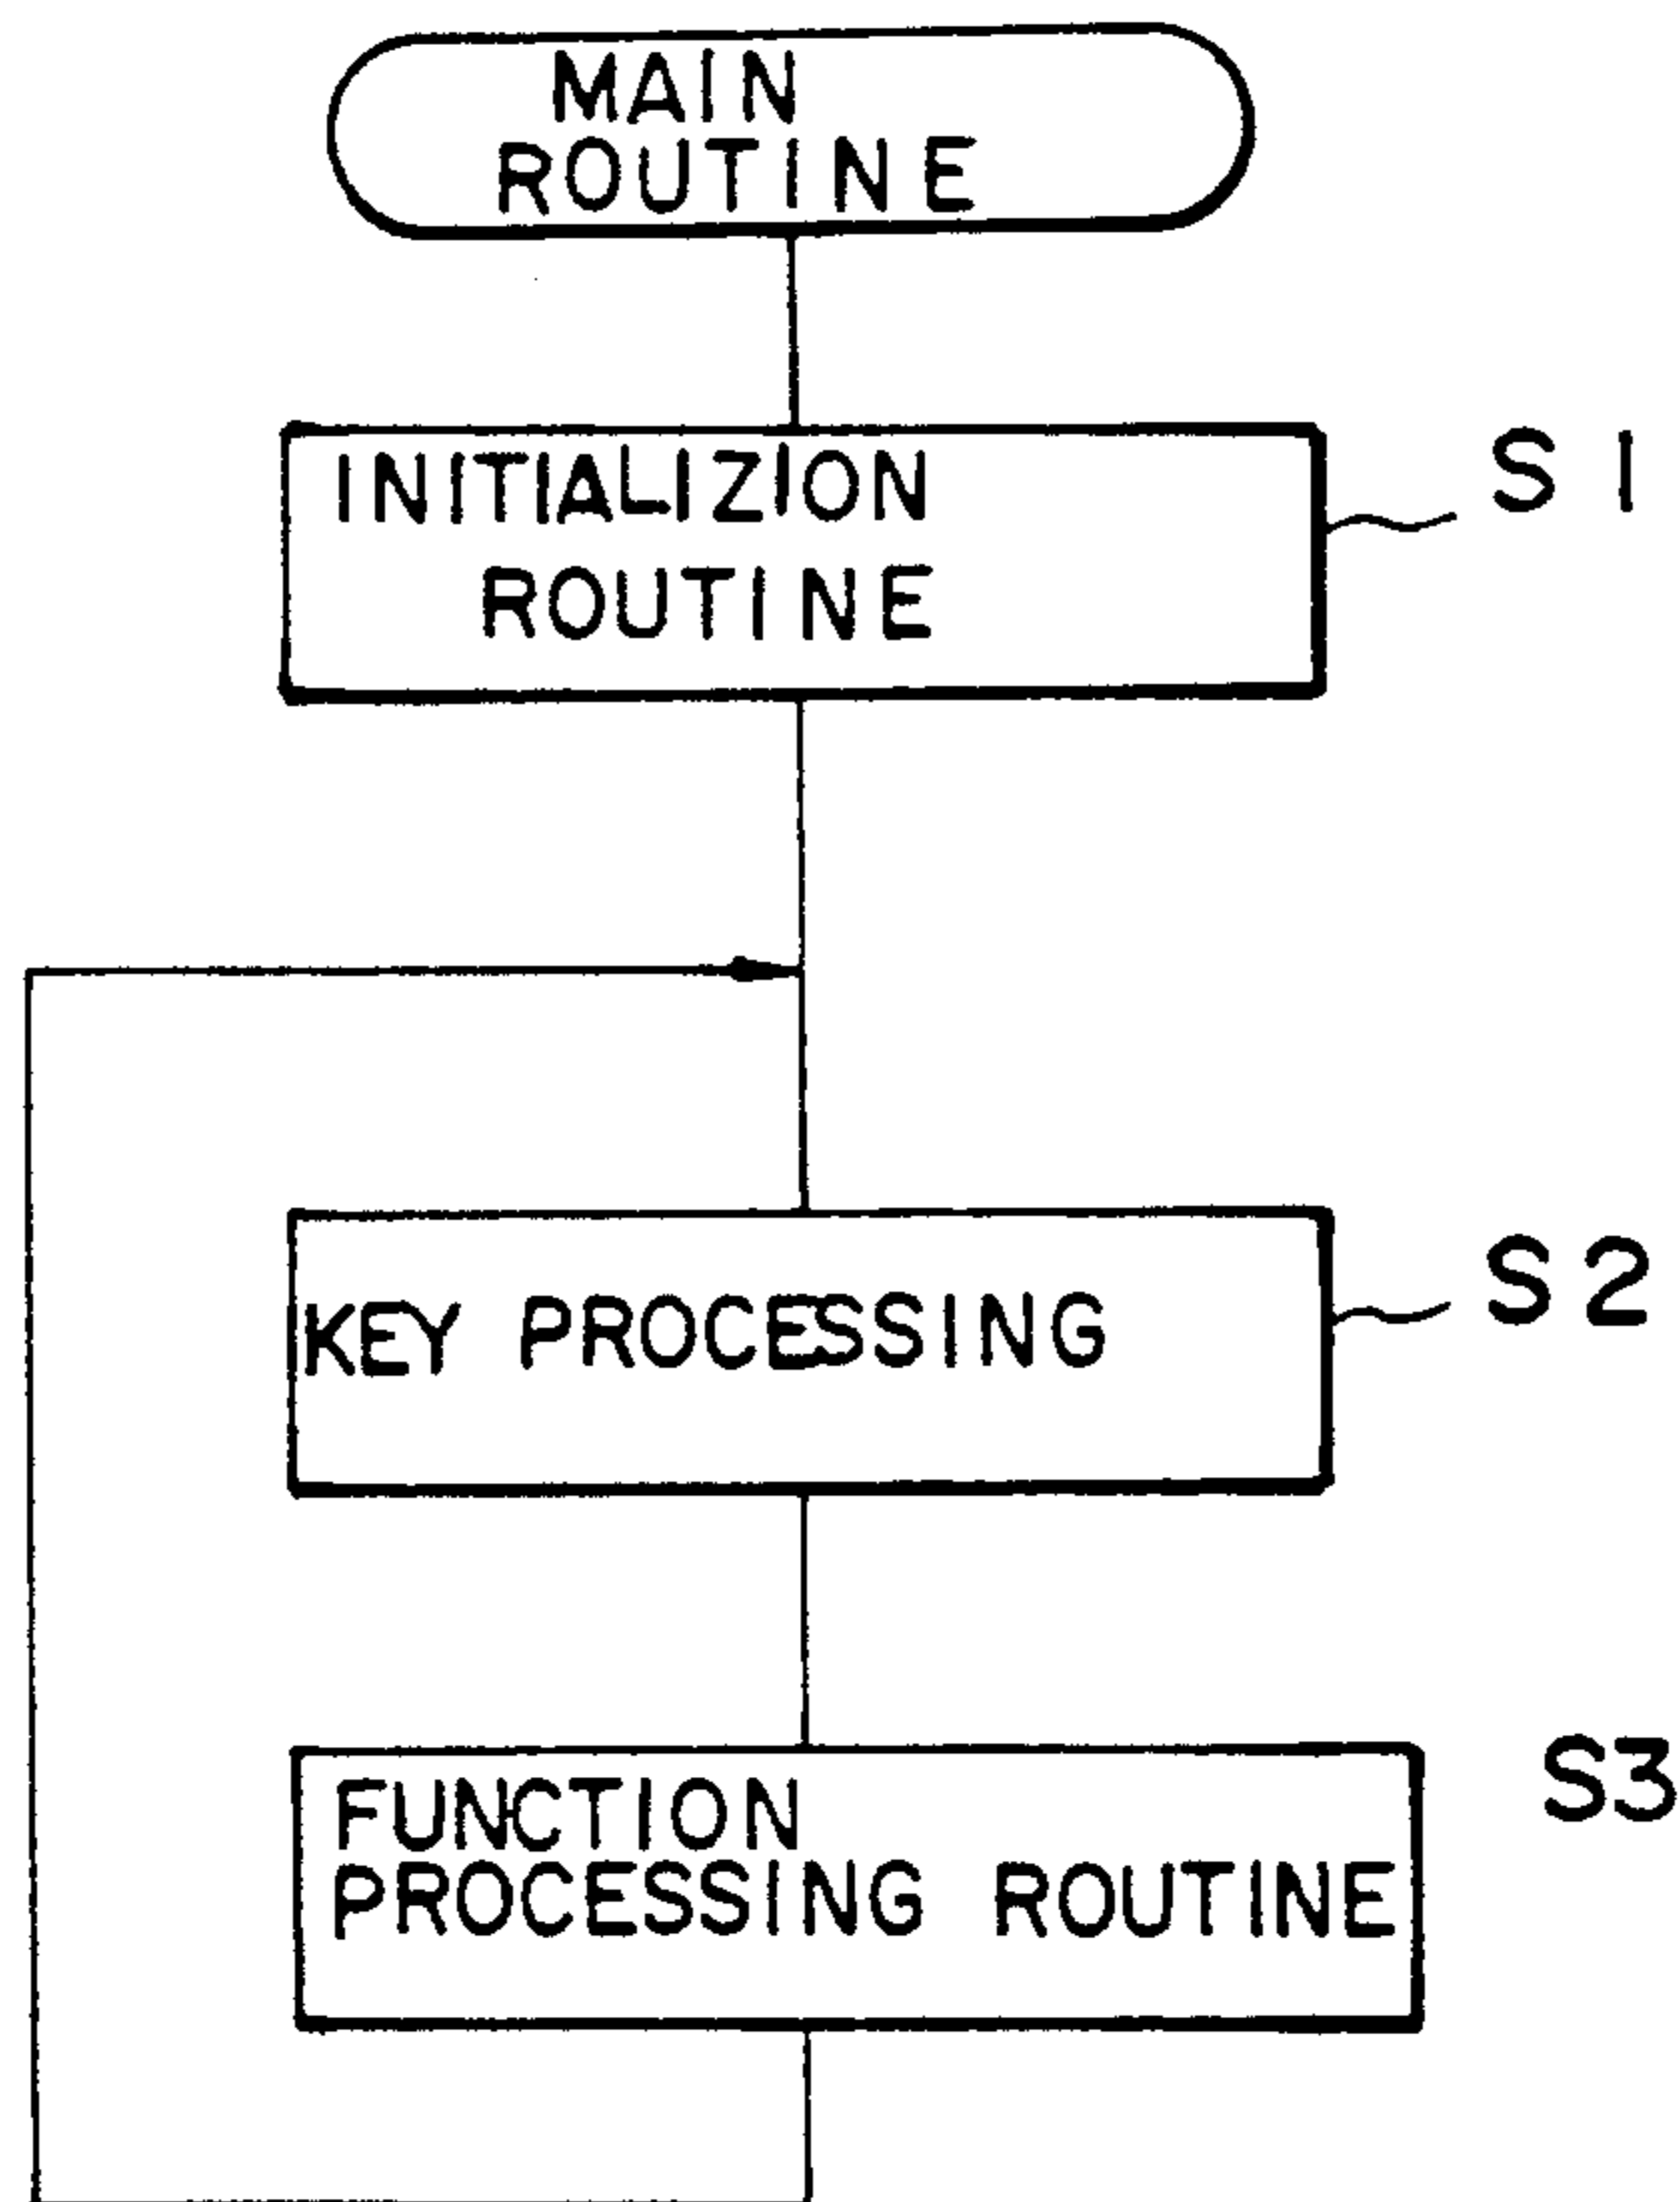 MAIN
ROUTINE
INITIALIZION
ROUTINE
S1
KEY PROCESSING
S2
FUNCTION
PROCESSING ROUTINE
S3